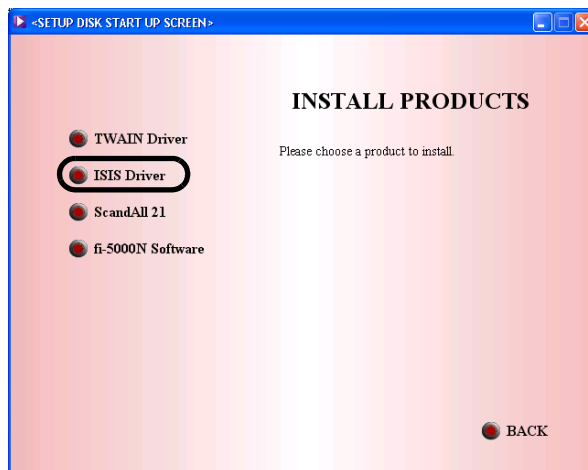 <SETUP DISK START UP SCREEN>
INSTALL PRODUCTS
TWAIN Driver
Please choose a product to install.
ISIS Driver
ScandAll 21
fi-5000N Software
BACK